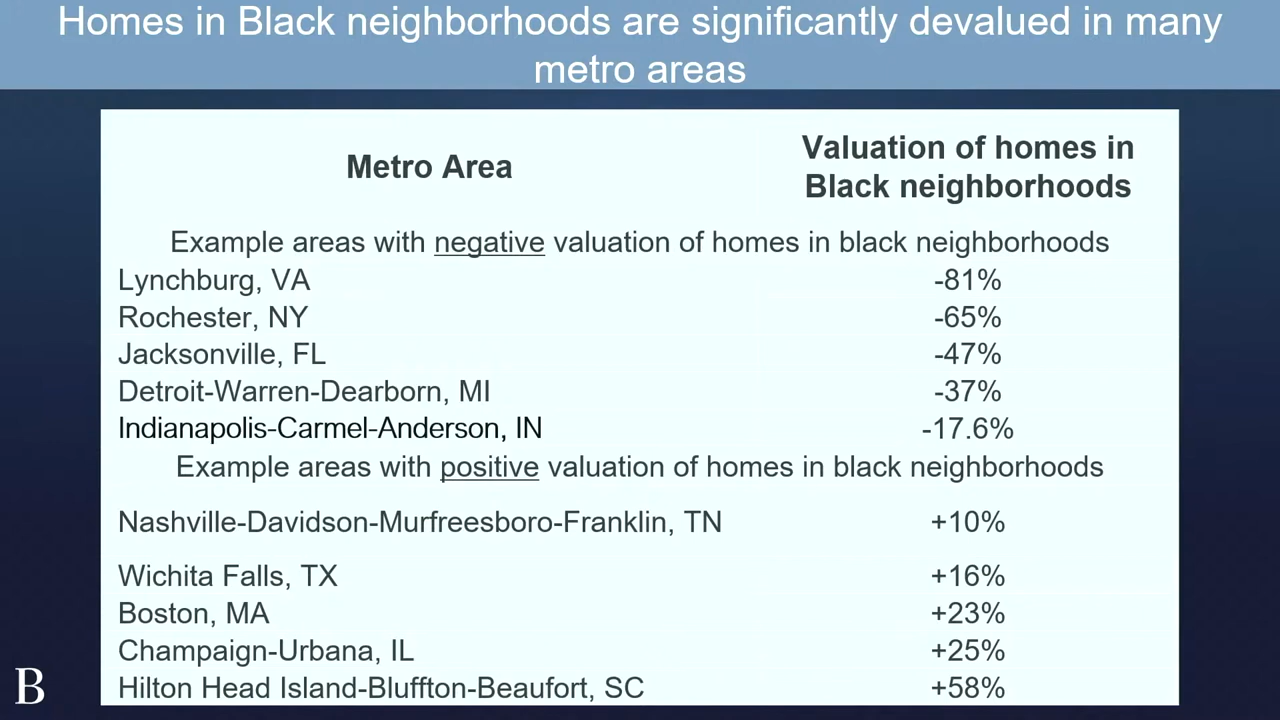 Homes in Black neighborhoods are significantly devalued in many
metro areas
Metro Area
Valuation of homes in
Black neighborhoods
Example areas with negative valuation of homes in black neighborhoods
Lynchburg, VA -81%
Rochester, NY -65%
Jacksonville, FL -47%
Detroit-Warren-Dearborn, MI -37%
Indianapolis-Carmel-Anderson, IN -17.6%
Example areas with positive valuation of homes in black neighborhoods
Nashville-Davidson-Murfreesboro-Franklin, TN +10%
Wichita Falls, TX +16%
Boston, MA +23%
Champaign-Urbana, IL +25%
Hilton Head Island-Bluffton-Beaufort, SC +58%
B